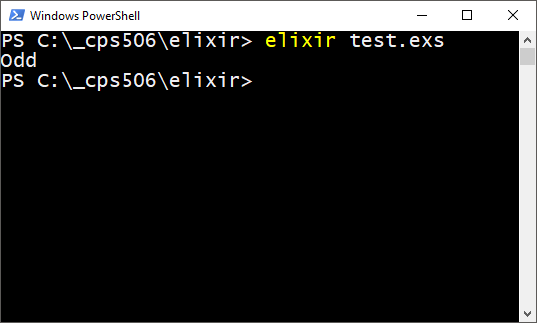 Windows PowerShell
PS C:\_cps506\elixir> elixir test.exs
Odd
PS C:\_cps506\elixir>